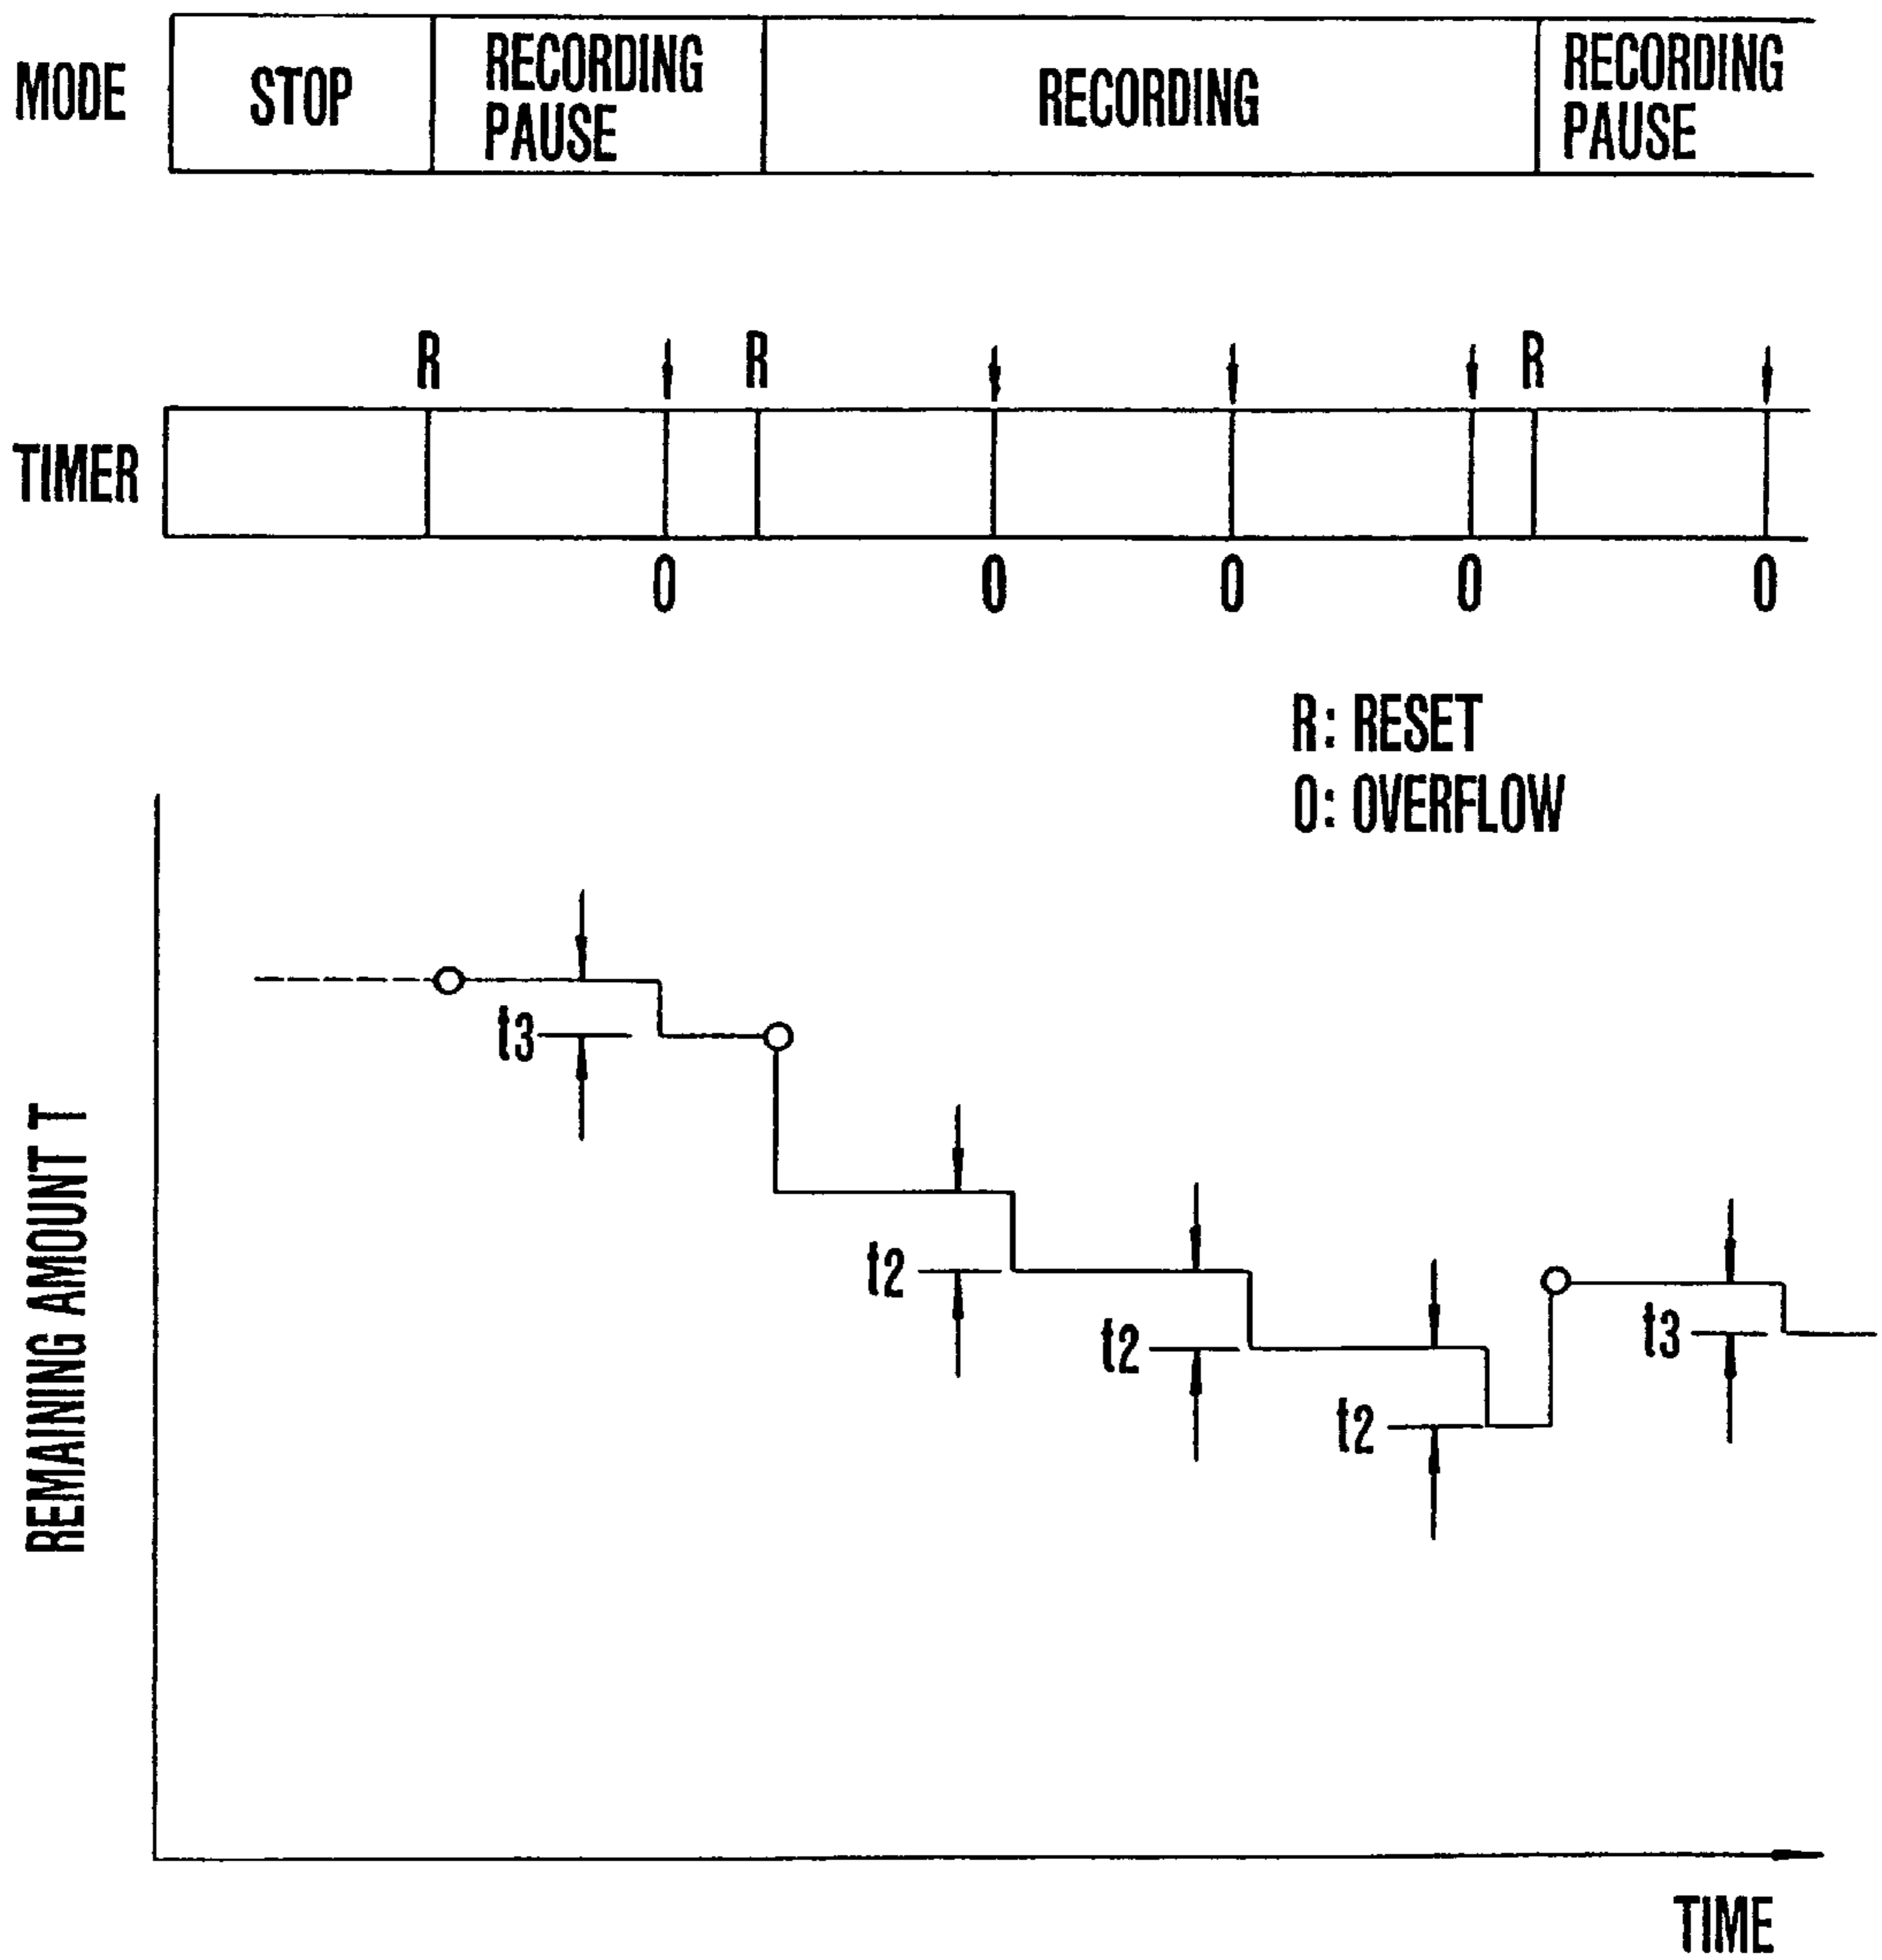 MODE
STOP
RECORDING
PAUSE
RECORDING
RECORDING
PAUSE
R
R
R
TIMER
0
0
0
0
0
R: RESET
O: OVERFLOW
REMAINING AMOUNT T
t3
t2
t2
t2
t3
TIME